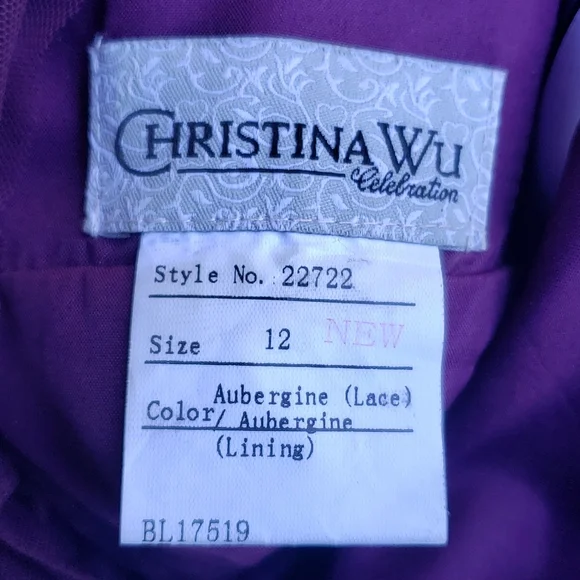 CHRISTINA WU
Celebration
Style No. 22722
Size 12 NEW
Aubergine (Lace)
Color/ Aubergine
(Lining)
BL17519